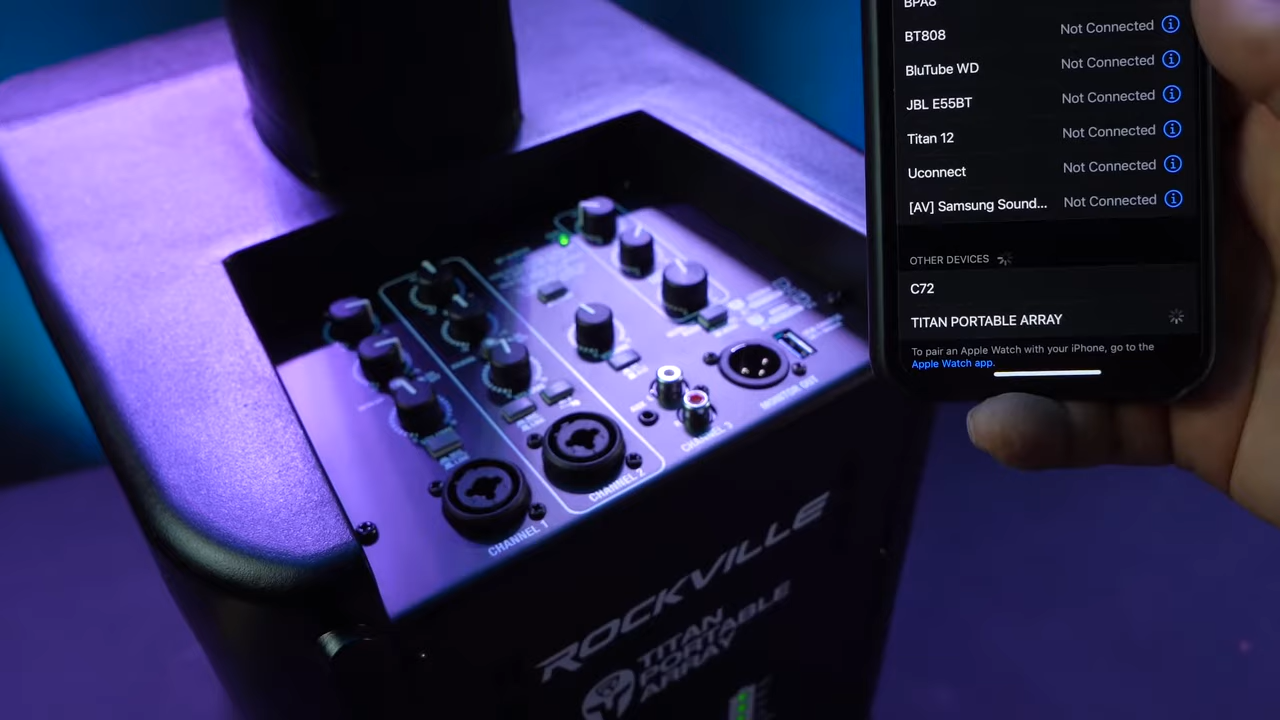 BPA8
BT808 Not Connected
BluTube WD Not Connected
JBL E55BT Not Connected
Titan 12 Not Connected
Uconnect Not Connected
[AV] Samsung Sound... Not Connected
OTHER DEVICES
C72
TITAN PORTABLE ARRAY
To pair an Apple Watch with your iPhone, go to the
Apple Watch app.
MONITOR OUT
CHANNEL 3
CHANNEL 2
CHANNEL 1
ROCKVILLE
TITAN
PORTABLE
ARRAY